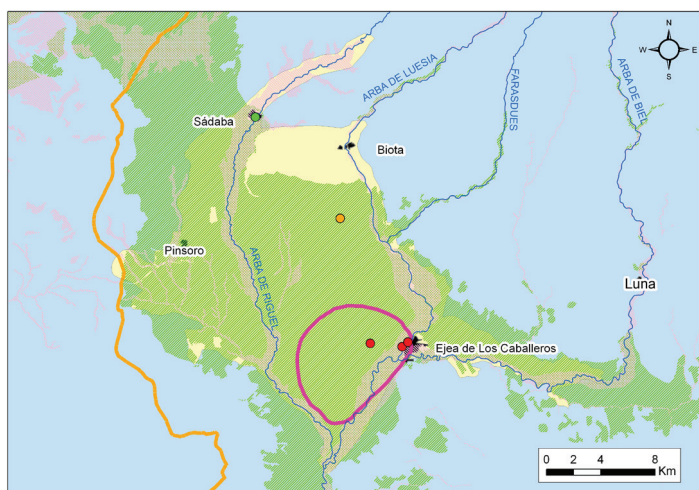 N
W E
S
ARBA DE LUESIA
FARASDUES
ARBA DE BIEL
Sádaba
Biota
Pinsoro
ARBA DE RIGUEL
Luna
Ejea de Los Caballeros
0 2 4 8
Km